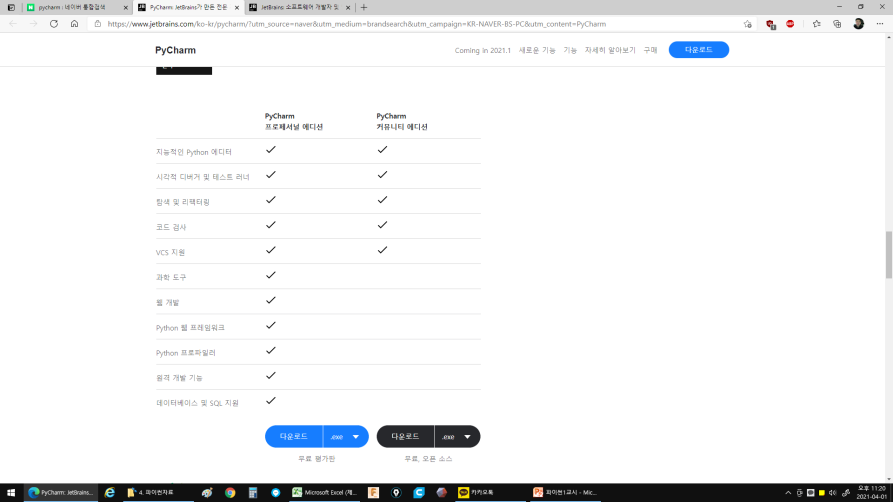 pycharm : 네이버 통합검색
PyCharm: JetBrains가 만든 전문
JetBrains: 소프트웨어 개발자 및
https://www.jetbrains.com/ko-kr/pycharm/?utm_source=naver&utm_medium=brandsearch&utm_campaign=KR-NAVER-BS-PC&utm_content=PyCharm
PyCharm
Coming in 2021.1
새로운 기능
기능
자세히 알아보기
구매
다운로드
PyCharm
프로페셔널 에디션
PyCharm
커뮤니티 에디션
지능적인 Python 에디터
시각적 디버거 및 테스트 러너
탐색 및 리팩터링
코드 검사
VCS 지원
과학 도구
웹 개발
Python 웹 프레임워크
Python 프로파일러
원격 개발 기능
데이터베이스 및 SQL 지원
다운로드
.exe
다운로드
.exe
무료 평가판
무료, 오픈 소스
PyCharm: JetBrains...
4. 파이썬자료
Microsoft Excel (제...
카카오톡
파이썬1교시 - Mic...
오후 11:20
2021-04-01